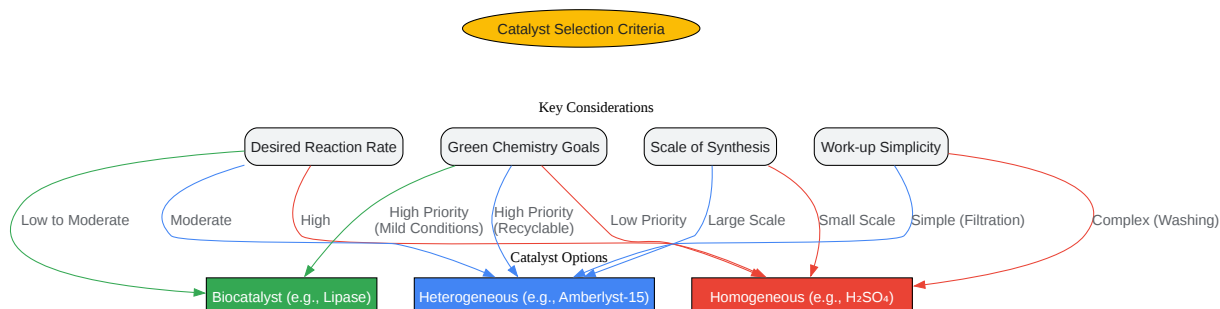 Catalyst Selection Criteria
Key Considerations
Desired Reaction Rate
Green Chemistry Goals
Scale of Synthesis
Work-up Simplicity
Low to Moderate
Moderate
High
High Priority
(Mild Conditions)
High Priority
(Recyclable)
Low Priority
Large Scale
Small Scale
Simple (Filtration)
Complex (Washing)
Catalyst Options
Biocatalyst (e.g., Lipase)
Heterogeneous (e.g., Amberlyst-15)
Homogeneous (e.g., H₂SO₄)